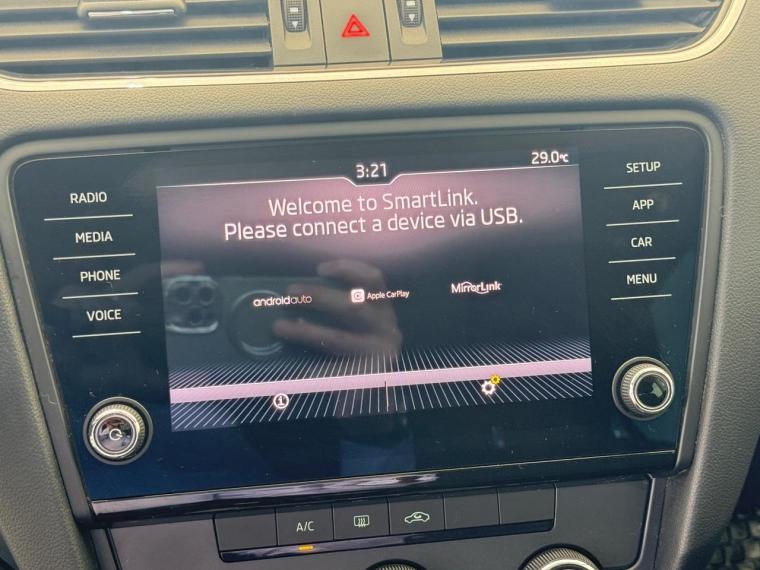 3:21
29.0°C
Welcome to SmartLink.
Please connect a device via USB.
androidauto
Apple CarPlay
MirrorLink
RADIO
MEDIA
PHONE
VOICE
SETUP
APP
CAR
MENU
A/C